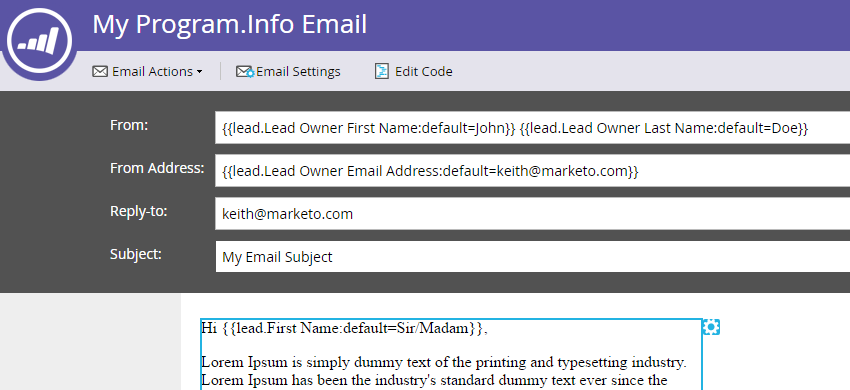 My Program.Info Email
Email Actions Email Settings Edit Code
From: {{lead.Lead Owner First Name:default=John}} {{lead.Lead Owner Last Name:default=Doe}}
From Address: {{lead.Lead Owner Email Address:default=keith@marketo.com}}
Reply-to: keith@marketo.com
Subject: My Email Subject
Hi {{lead.First Name:default=Sir/Madam}},
Lorem Ipsum is simply dummy text of the printing and typesetting industry.
Lorem Ipsum has been the industry's standard dummy text ever since the